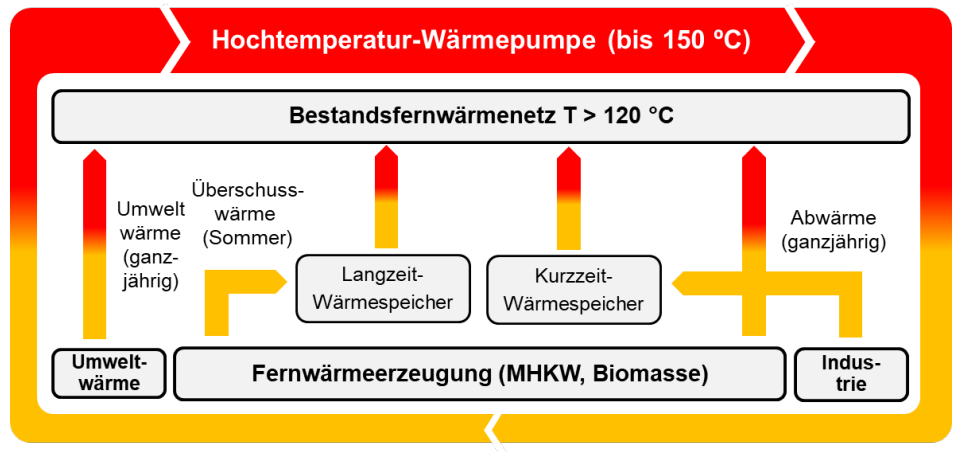 Hochtemperatur-Wärmepumpe (bis 150 ºC)
Bestandsfernwärmenetz T > 120 °C
Umwelt
wärme
(ganz-
jährig)
Überschuss-
wärme
(Sommer)
Abwärme
(ganzjährig)
Langzeit-
Wärmespeicher
Kurzzeit-
Wärmespeicher
Umwelt-
wärme
Fernwärmeerzeugung (MHKW, Biomasse)
Indus-
trie